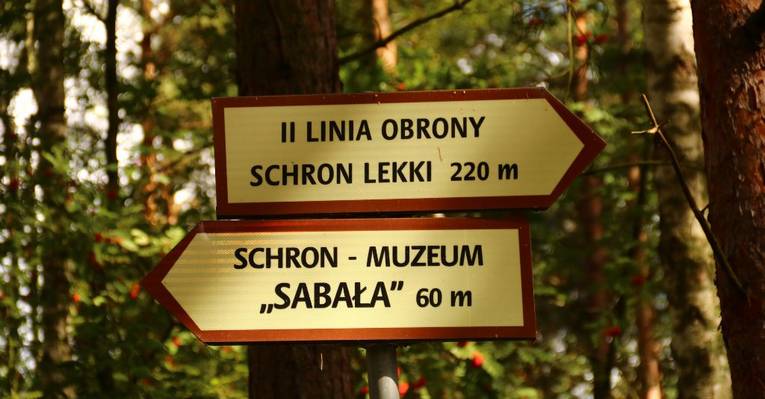 II LINIA OBRONY
SCHRON LEKKI 220 m
SCHRON - MUZEUM
„SABAŁA” 60 m